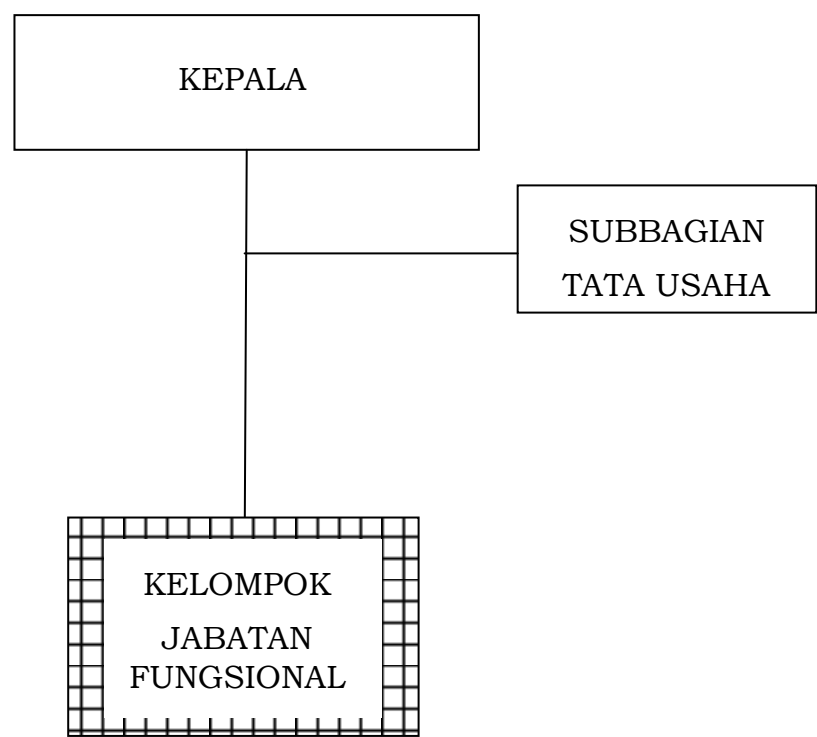 KEPALA
SUBBAGIAN
TATA USAHA
KELOMPOK
JABATAN
FUNGSIONAL